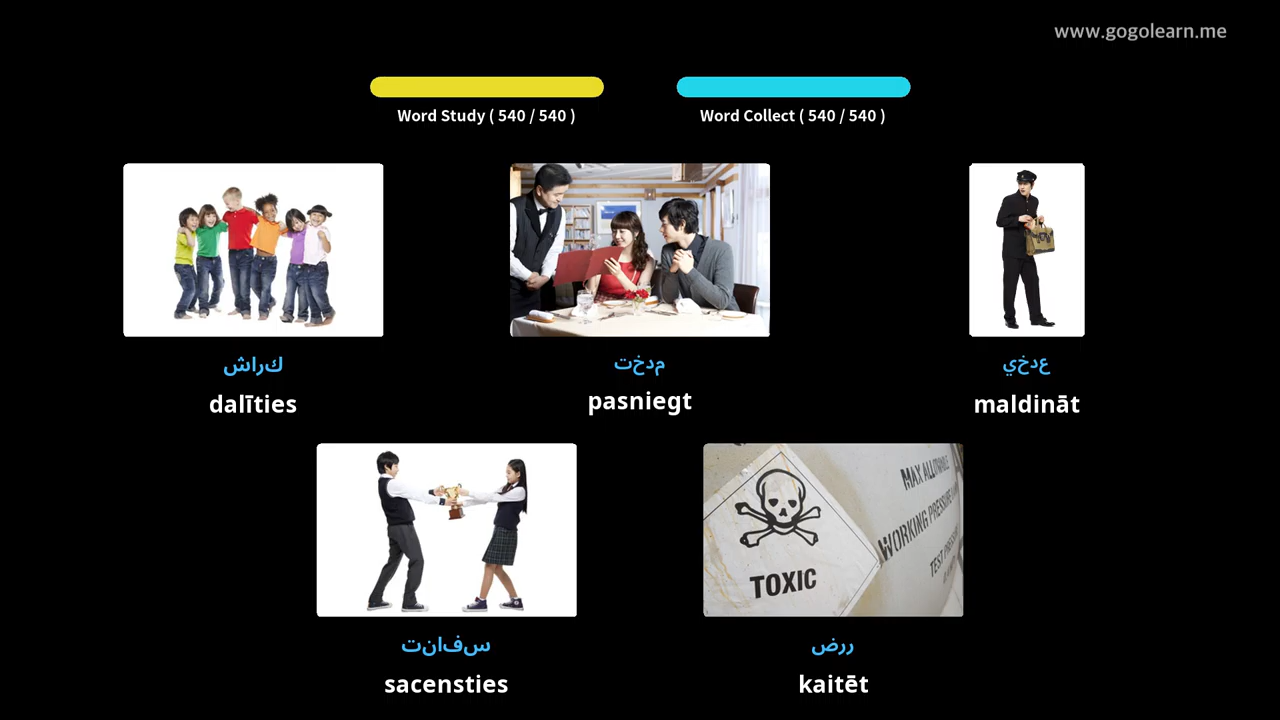 www.gogolearn.me
Word Study ( 540 / 540 )
Word Collect ( 540 / 540 )
كراش
dalīties
مدخت
pasniegt
عدخي
maldināt
MAX ALLOWABLE
WORKING PRESSURE
TOXIC
سفانت
sacensties
ررض
kaitēt